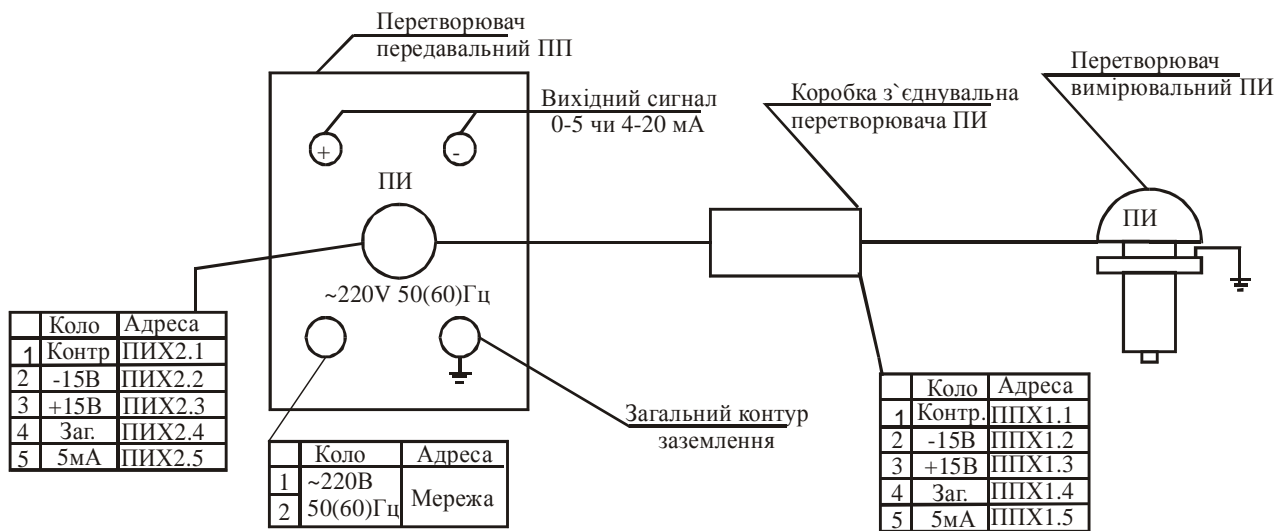 Перетворювач
передавальний ПП
Вихідний сигнал
0-5 чи 4-20 мА
Коробка з`єднувальна
перетворювача ПИ
Перетворювач
вимірювальний ПИ
+ -
ПИ
ПИ
~220V 50(60)Гц
Коло Адреса
1 Контр ПИХ2.1
2 -15В ПИХ2.2
3 +15В ПИХ2.3
4 Заг. ПИХ2.4
5 5мА ПИХ2.5
Загальний контур
заземлення
Коло Адреса
1 ~220В Мережа
2 50(60)Гц
Коло Адреса
1 Контр. ППХ1.1
2 -15В ППХ1.2
3 +15В ППХ1.3
4 Заг. ППХ1.4
5 5мА ППХ1.5